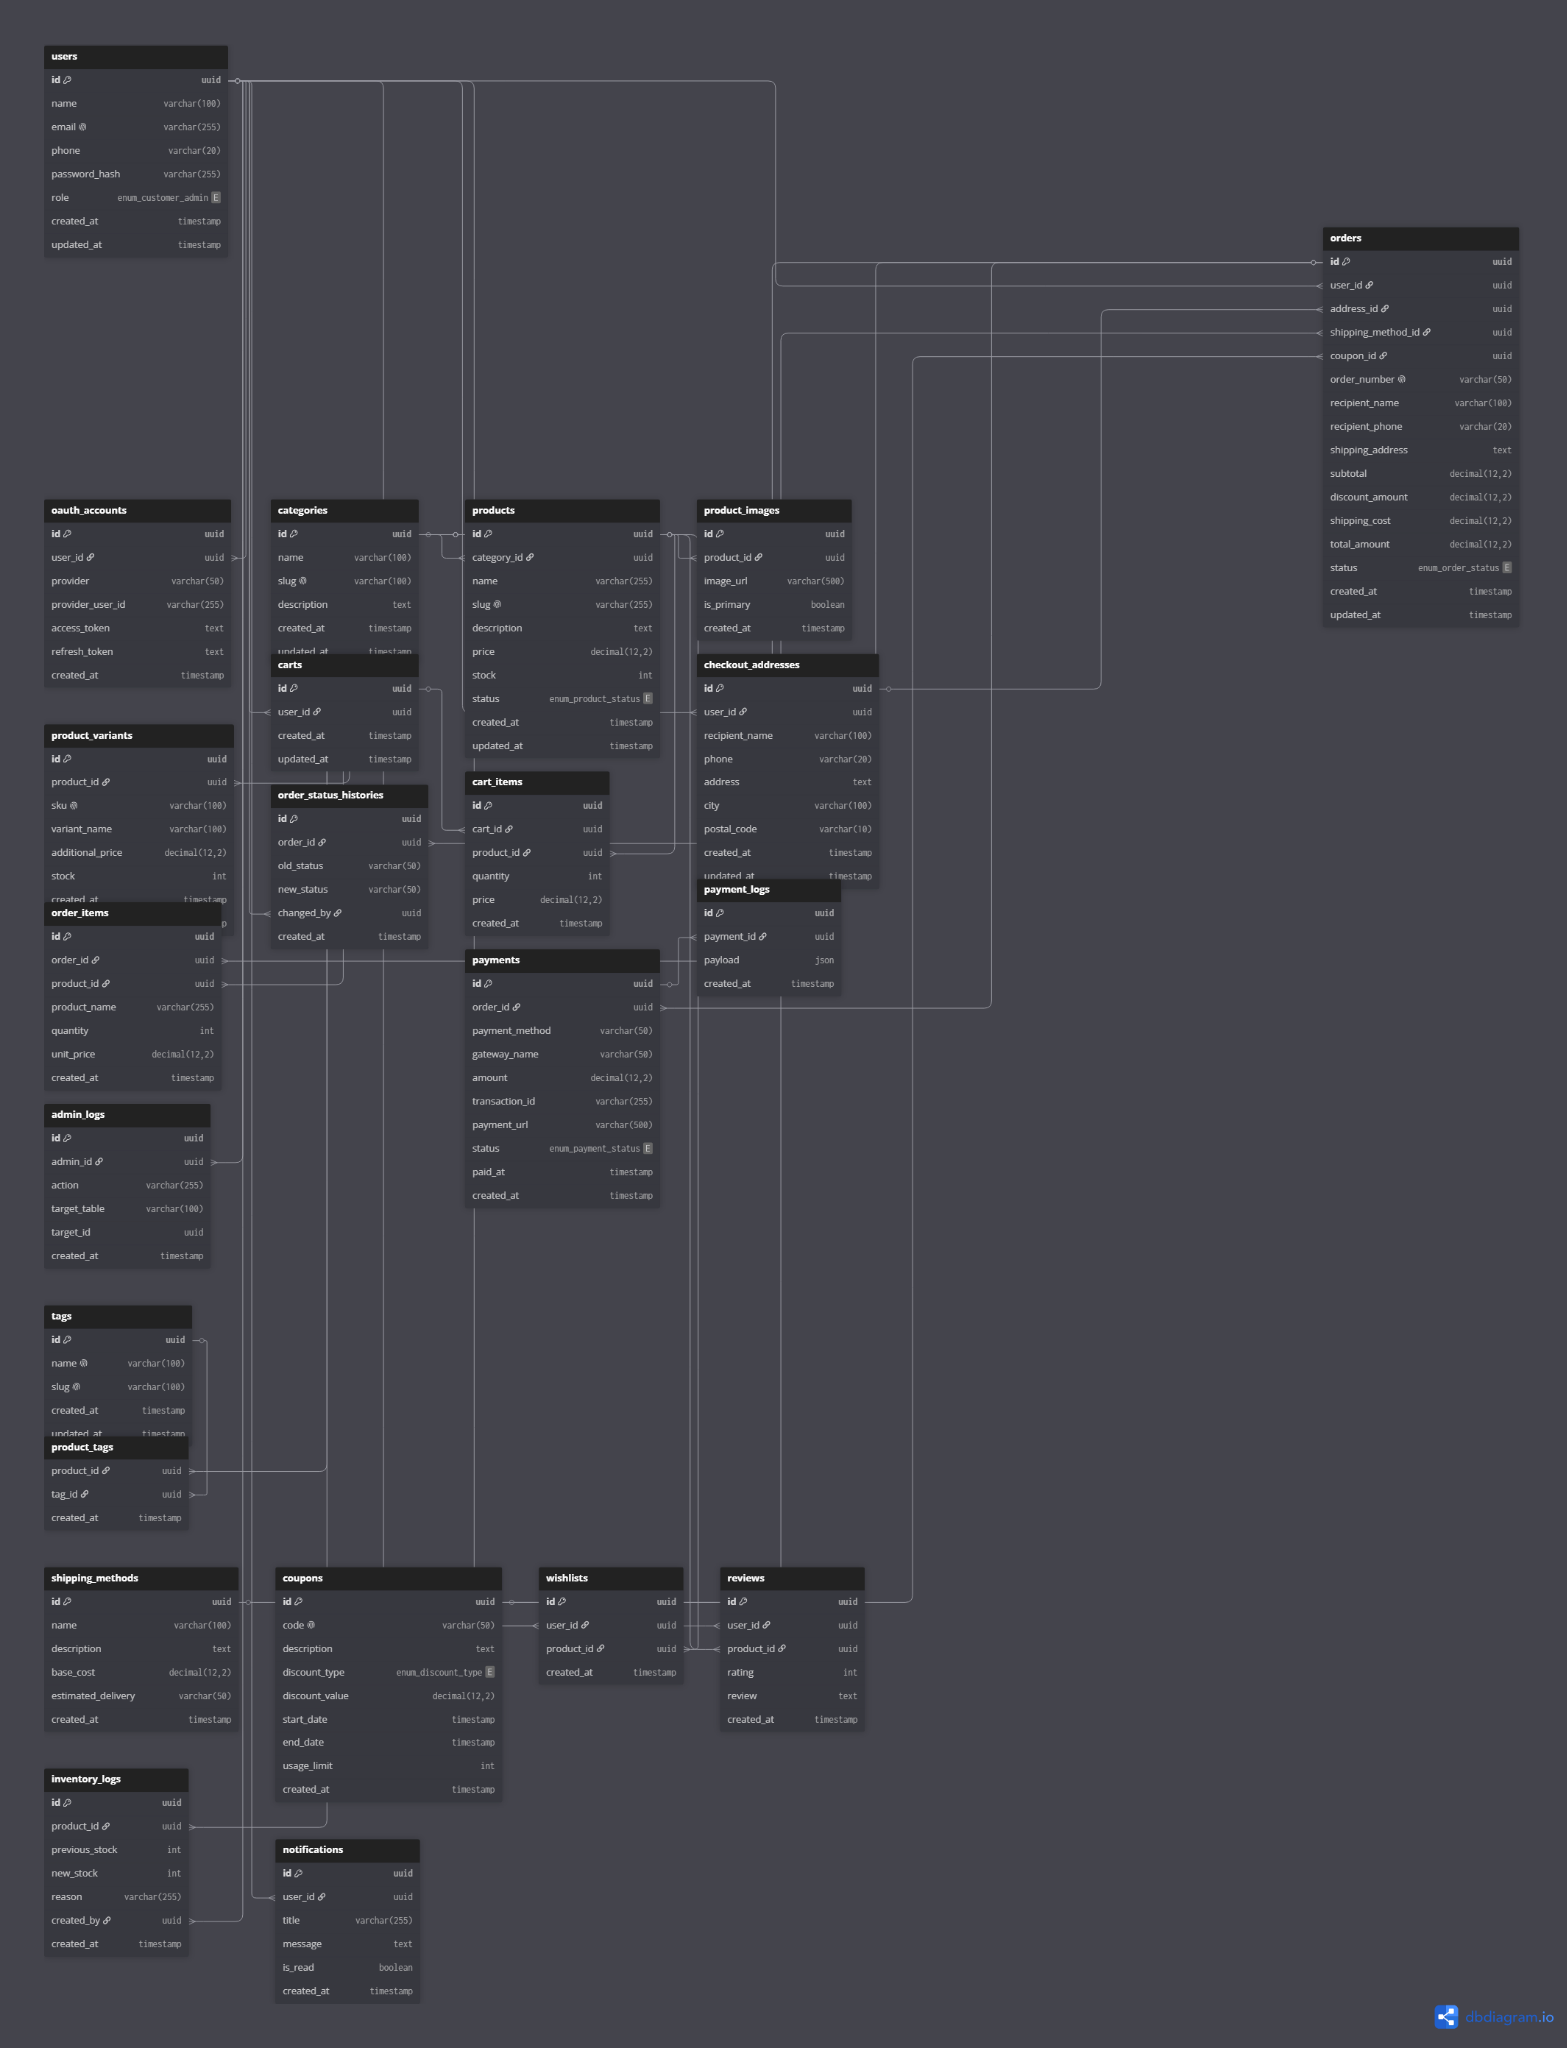 users
id uuid
name varchar(100)
email varchar(255)
phone varchar(20)
password_hash varchar(255)
role enum_customer_admin E
created_at timestamp
updated_at timestamp
orders
id uuid
user_id uuid
address_id uuid
shipping_method_id uuid
coupon_id uuid
order_number varchar(50)
recipient_name varchar(100)
recipient_phone varchar(20)
shipping_address text
subtotal decimal(12,2)
discount_amount decimal(12,2)
shipping_cost decimal(12,2)
total_amount decimal(12,2)
status enum_order_status E
created_at timestamp
updated_at timestamp
oauth_accounts
id uuid
user_id uuid
provider varchar(50)
provider_user_id varchar(255)
access_token text
refresh_token text
created_at timestamp
categories
id uuid
name varchar(100)
slug varchar(100)
description text
created_at timestamp
updated_at timestamp
products
id uuid
category_id uuid
name varchar(255)
slug varchar(255)
description text
price decimal(12,2)
stock int
status enum_product_status E
created_at timestamp
updated_at timestamp
product_images
id uuid
product_id uuid
image_url varchar(500)
is_primary boolean
created_at timestamp
carts
id uuid
user_id uuid
created_at timestamp
updated_at timestamp
checkout_addresses
id uuid
user_id uuid
recipient_name varchar(100)
phone varchar(20)
address text
city varchar(100)
postal_code varchar(10)
created_at timestamp
updated_at timestamp
product_variants
id uuid
product_id uuid
sku varchar(100)
variant_name varchar(100)
additional_price decimal(12,2)
stock int
created_at timestamp
order_status_histories
id uuid
order_id uuid
old_status varchar(50)
new_status varchar(50)
changed_by uuid
created_at timestamp
cart_items
id uuid
cart_id uuid
product_id uuid
quantity int
price decimal(12,2)
created_at timestamp
payment_logs
id uuid
payment_id uuid
payload json
created_at timestamp
order_items
id uuid
order_id uuid
product_id uuid
product_name varchar(255)
quantity int
unit_price decimal(12,2)
created_at timestamp
payments
id uuid
order_id uuid
payment_method varchar(50)
gateway_name varchar(50)
amount decimal(12,2)
transaction_id varchar(255)
payment_url varchar(500)
status enum_payment_status E
paid_at timestamp
created_at timestamp
admin_logs
id uuid
admin_id uuid
action varchar(255)
target_table varchar(100)
target_id uuid
created_at timestamp
tags
id uuid
name varchar(100)
slug varchar(100)
created_at timestamp
updated_at timestamp
product_tags
product_id uuid
tag_id uuid
created_at timestamp
shipping_methods
id uuid
name varchar(100)
description text
base_cost decimal(12,2)
estimated_delivery varchar(50)
created_at timestamp
coupons
id uuid
code varchar(50)
description text
discount_type enum_discount_type E
discount_value decimal(12,2)
start_date timestamp
end_date timestamp
usage_limit int
created_at timestamp
wishlists
id uuid
user_id uuid
product_id uuid
created_at timestamp
reviews
id uuid
user_id uuid
product_id uuid
rating int
review text
created_at timestamp
inventory_logs
id uuid
product_id uuid
previous_stock int
new_stock int
reason varchar(255)
created_by uuid
created_at timestamp
notifications
id uuid
user_id uuid
title varchar(255)
message text
is_read boolean
created_at timestamp
dbdiagram.io